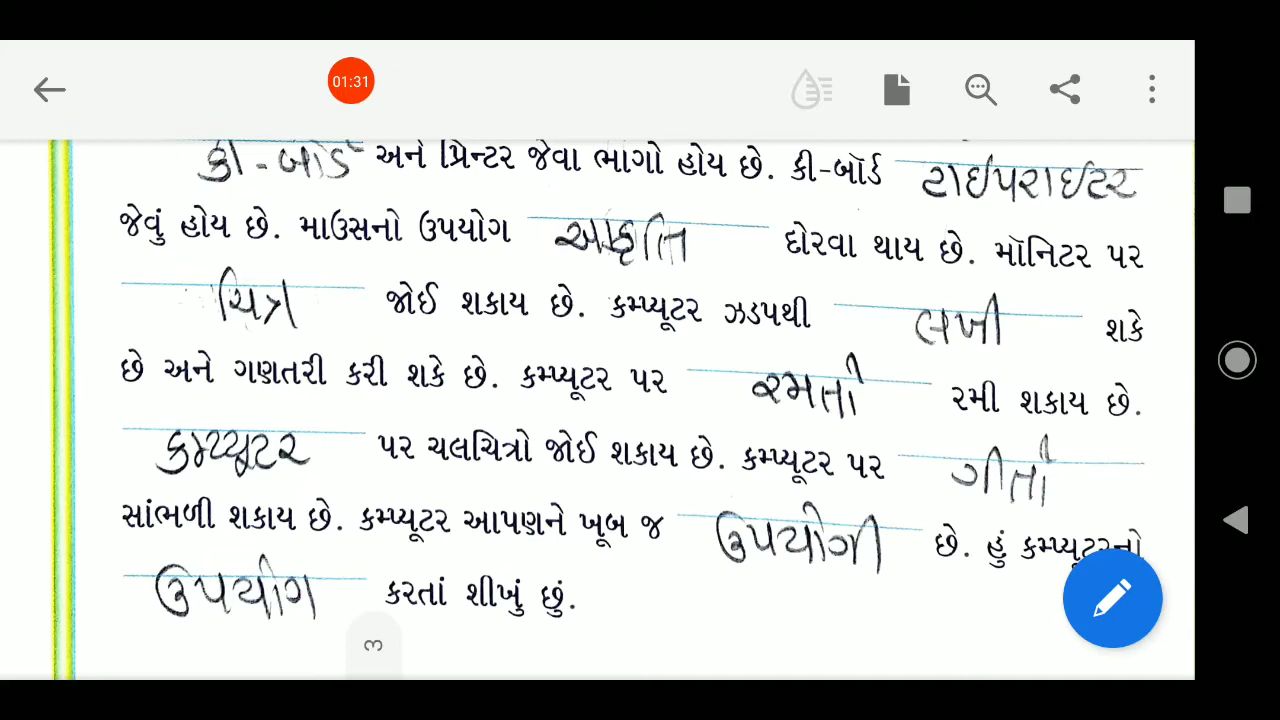 01:31
કી-બોર્ડ અને પ્રિન્ટર જેવા ભાગો હોય છે. કી-બૉર્ડ ટાઈપરાઈટર
જેવું હોય છે. માઉસનો ઉપયોગ આકૃતિ દોરવા થાય છે. મૉનિટર પર
ચિત્ર જોઈ શકાય છે. કમ્પ્યૂટર ઝડપથી લખી શકે
છે અને ગણતરી કરી શકે છે. કમ્પ્યૂટર પર રમતો રમી શકાય છે.
કમ્પ્યૂટર પર ચલચિત્રો જોઈ શકાય છે. કમ્પ્યૂટર પર ગીતો
સાંભળી શકાય છે. કમ્પ્યૂટર આપણને ખૂબ જ ઉપયોગી છે. હું કમ્પ્યૂટરનો
ઉપયોગ કરતાં શીખું છું.
3